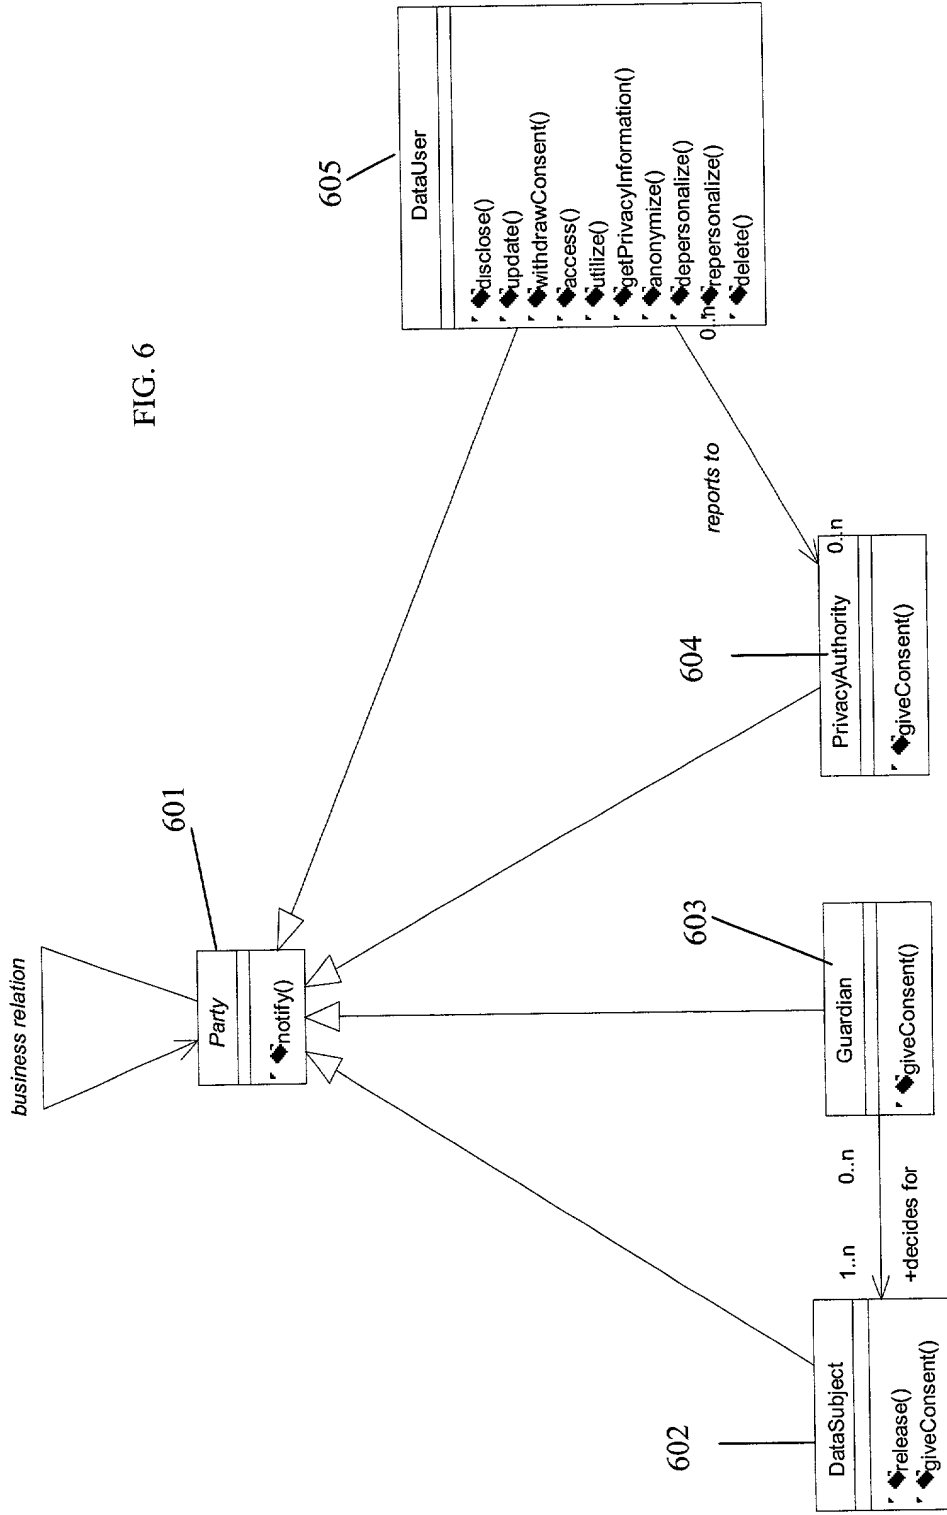 FIG. 6
business relation
601
Party
notify()
602
DataSubject
release()
giveConsent()
1..n
0..n
+decides for
603
Guardian
giveConsent()
604
PrivacyAuthority
giveConsent()
0..n
reports to
0..n
605
DataUser
disclose()
update()
withdrawConsent()
access()
utilize()
getPrivacyInformation()
anonymize()
depersonalize()
repersonalize()
delete()